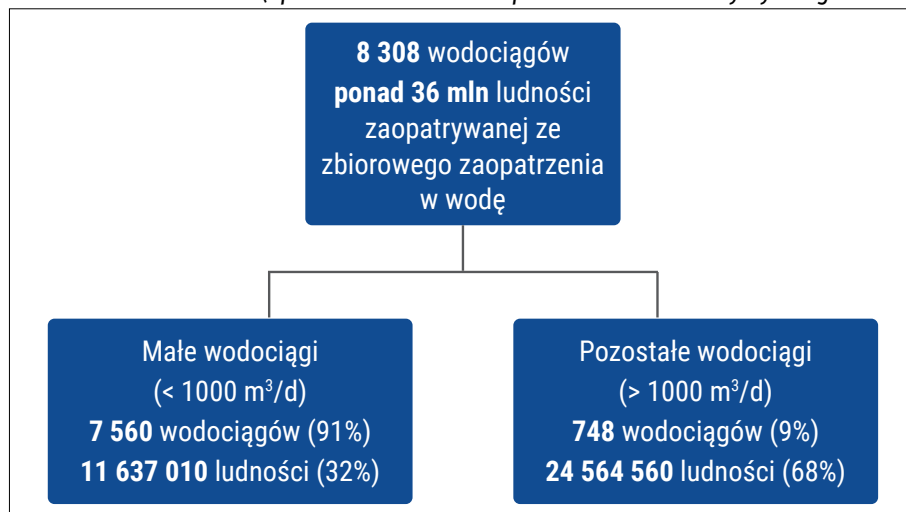 8 308 wodociągów
ponad 36 mln ludności
zaopatrywanej ze
zbiorowego zaopatrzenia
w wodę
Małe wodociągi
(< 1000 m³/d)
7 560 wodociągów (91%)
11 637 010 ludności (32%)
Pozostałe wodociągi
(> 1000 m³/d)
748 wodociągów (9%)
24 564 560 ludności (68%)